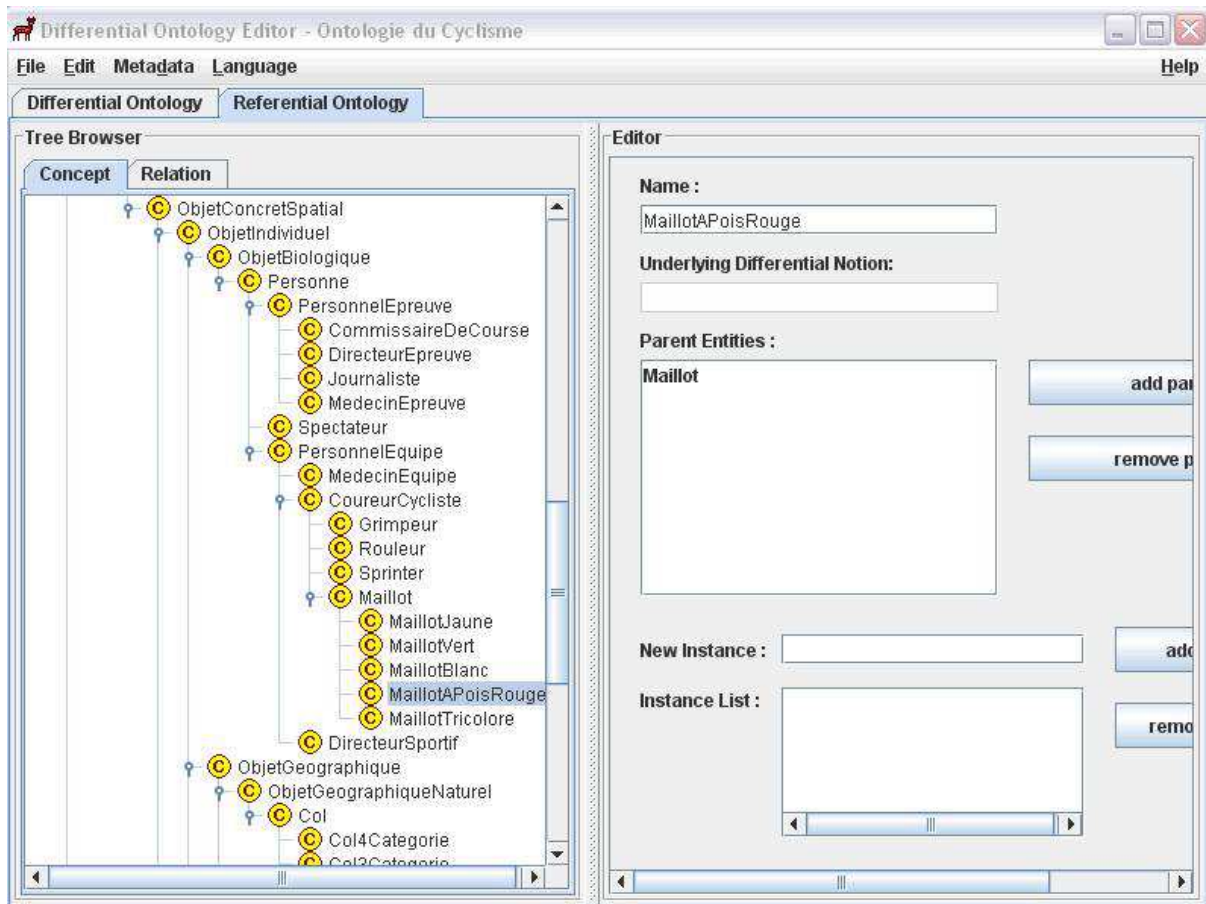 Differential Ontology Editor - Ontologie du Cyclisme
File Edit Metadata Language Help
Differential Ontology Referential Ontology
Tree Browser
Concept Relation
C ObjetConcretSpatial
C ObjetIndividuel
C ObjetBiologique
C Personne
C PersonnelEpreuve
C CommissaireDeCourse
C DirecteurEpreuve
C Journaliste
C MedecinEpreuve
C Spectateur
C PersonnelEquipe
C MedecinEquipe
C CoureurCycliste
C Grimpeur
C Rouleur
C Sprinter
C Maillot
C MaillotJaune
C MaillotVert
C MaillotBlanc
C MaillotAPoisRouge
C MaillotTricolore
C DirecteurSportif
C ObjetGeographique
C ObjetGeographiqueNaturel
C Col
C Col4Categorie
C Col3Categorie
Editor
Name :
MaillotAPoisRouge
Underlying Differential Notion:
Parent Entities :
Maillot
add par
remove p
New Instance :
add
Instance List :
remo